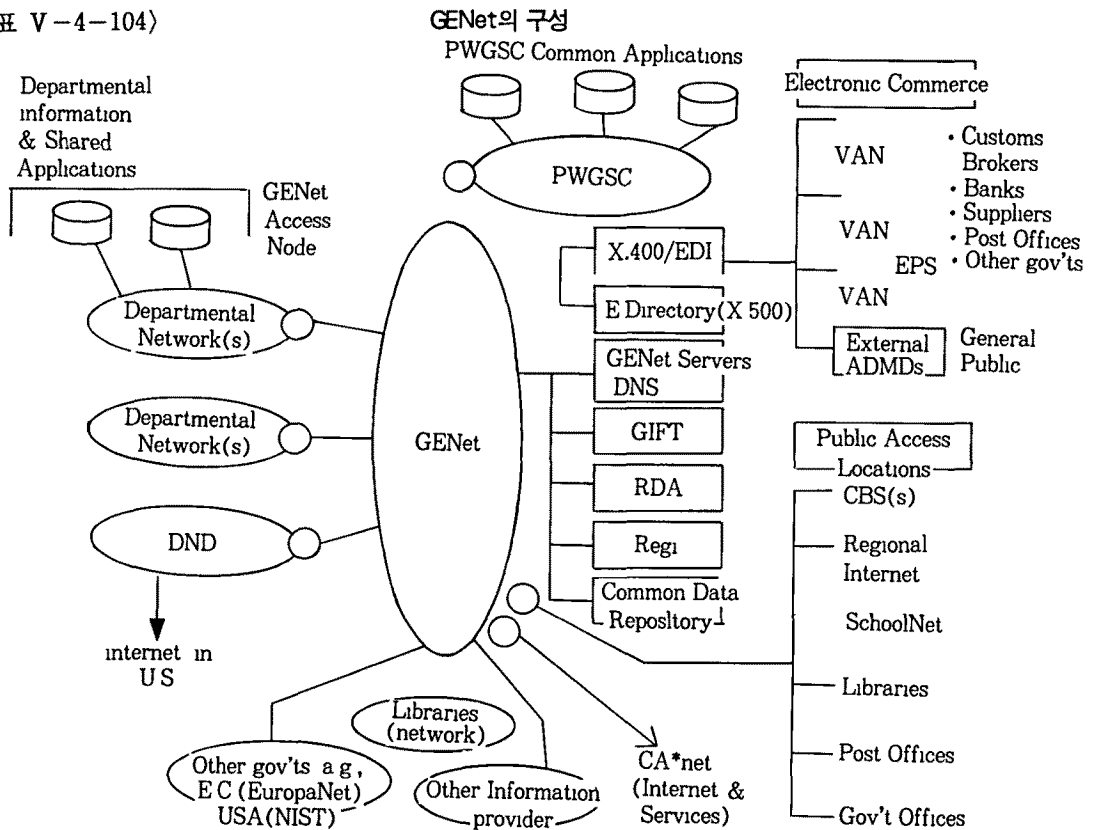 표 V-4-104〉
GENet의 구성
PWGSC Common Applications
Departmental
information
& Shared
Applications
GENet
Access
Node
PWGSC
Electronic Commerce
VAN
VAN
EPS
VAN
• Customs
Brokers
• Banks
• Suppliers
• Post Offices
• Other gov'ts
External
ADMDs
General
Public
X.400/EDI
E Directory(X 500)
GENet Servers
DNS
GIFT
RDA
Regi
Common Data
Repository
Departmental
Network(s)
Departmental
Network(s)
GENet
DND
internet in
U S
Public Access
Locations
CBS(s)
Regional
Internet
SchoolNet
Libraries
Post Offices
Gov't Offices
Libraries
(network)
Other gov'ts a g,
E C (EuropaNet)
USA(NIST)
Other Information
provider
CA*net
(Internet &
Services)